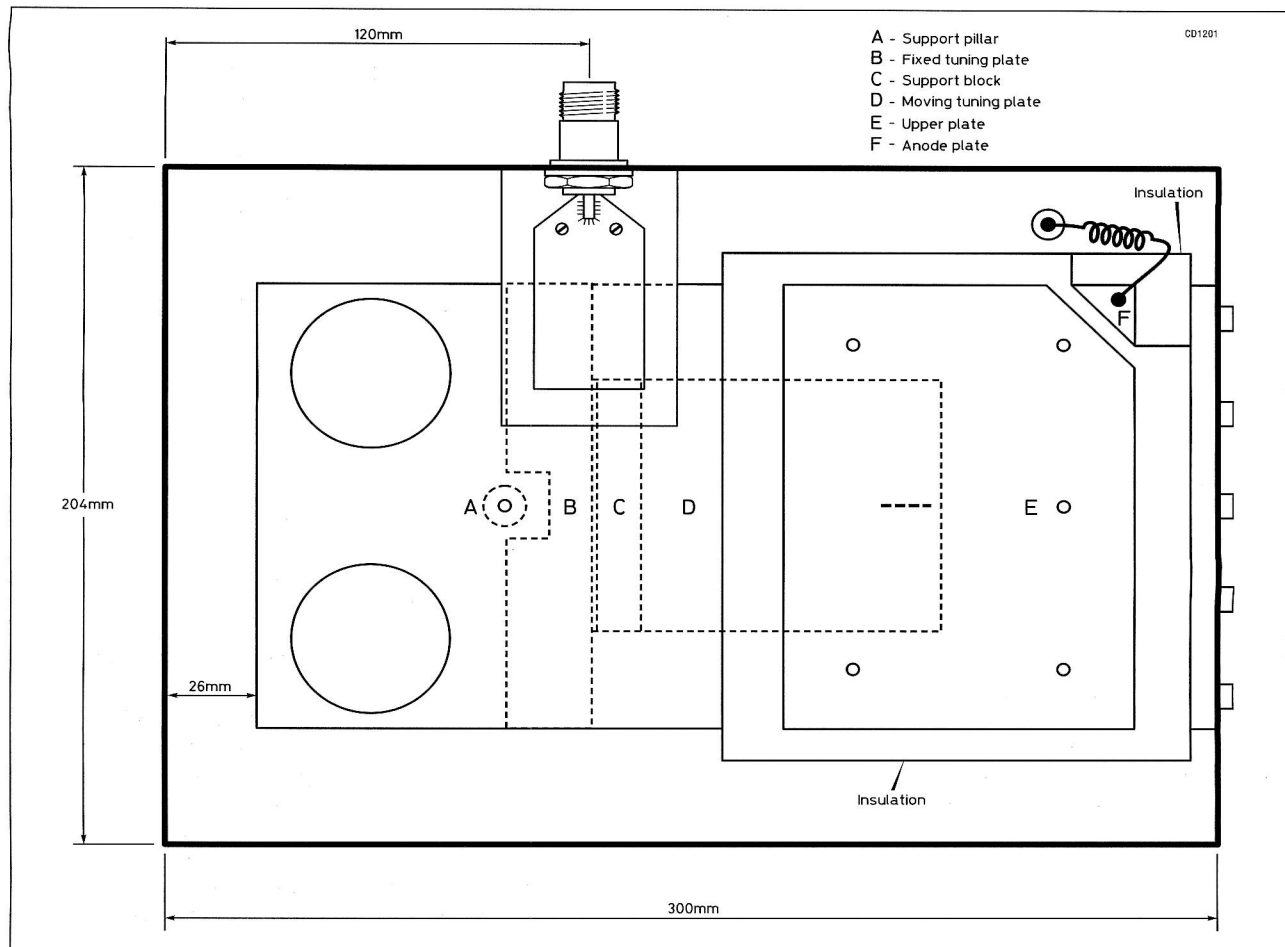 120mm
A - Support pillar
B - Fixed tuning plate
C - Support block
D - Moving tuning plate
E - Upper plate
F - Anode plate
CD1201
Insulation
F
204mm
A
B
C
D
E
26mm
Insulation
300mm